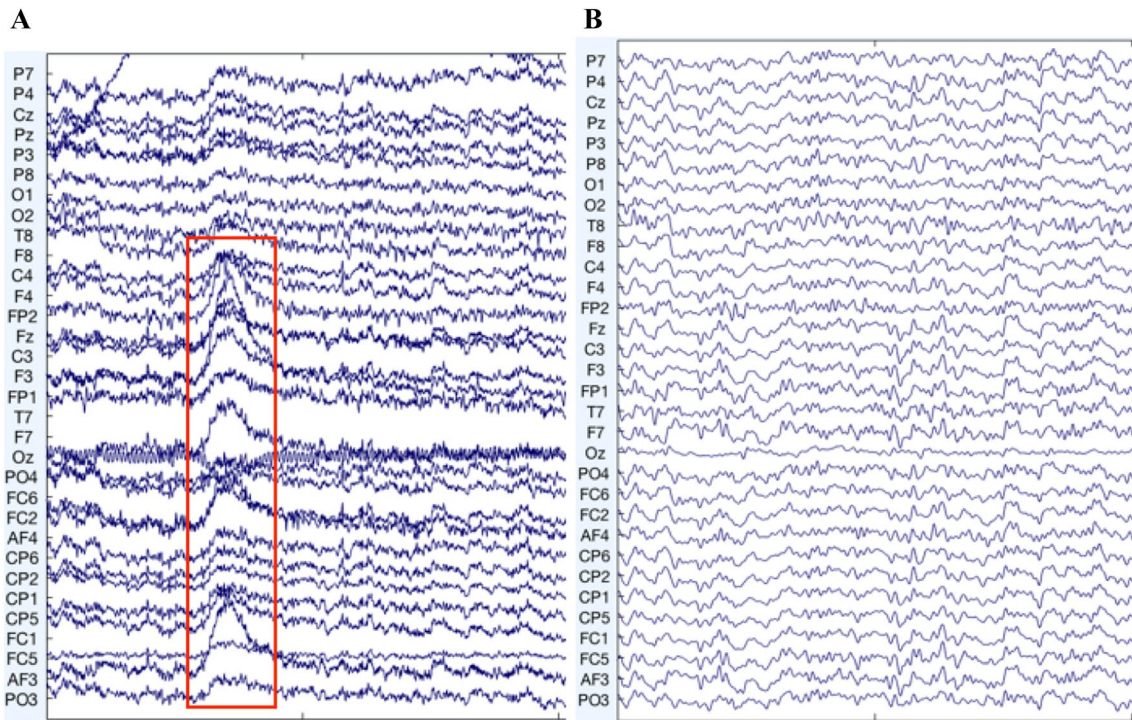 A
P7
P4
Cz
Pz
P3
P8
O1
O2
T8
F8
C4
F4
FP2
Fz
C3
F3
FP1
T7
F7
Oz
PO4
FC6
FC2
AF4
CP6
CP2
CP1
CP5
FC1
FC5
AF3
PO3
B
P7
P4
Cz
Pz
P3
P8
O1
O2
T8
F8
C4
F4
FP2
Fz
C3
F3
FP1
T7
F7
Oz
PO4
FC6
FC2
AF4
CP6
CP2
CP1
CP5
FC1
FC5
AF3
PO3